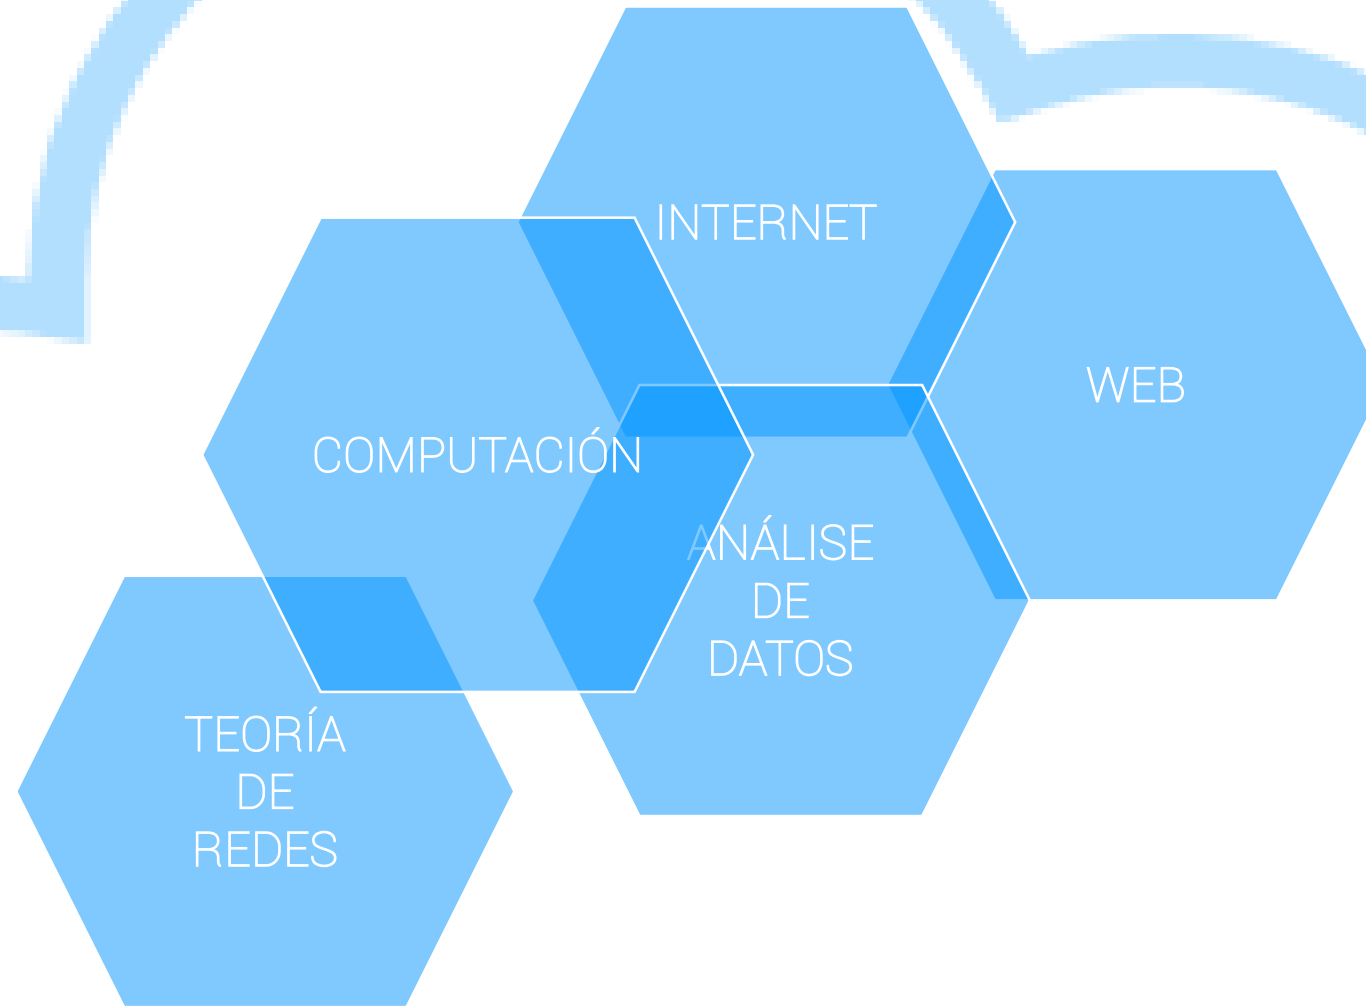 INTERNET
WEB
COMPUTACIÓN
ANÁLISE
DE
DATOS
TEORÍA
DE
REDES